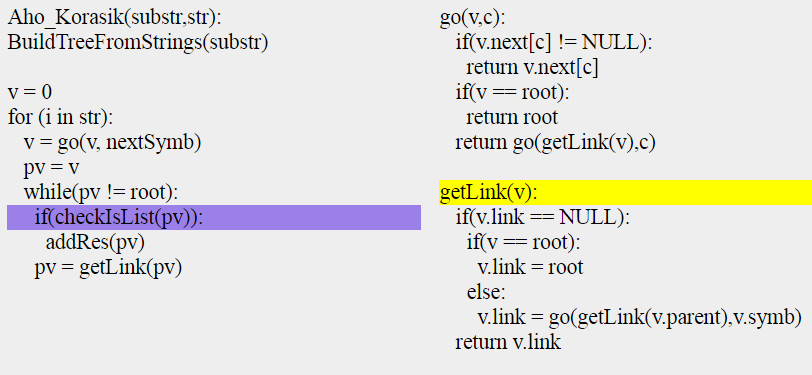 Aho_Korasik(substr,str):
BuildTreeFromStrings(substr)
v = 0
for (i in str):
v = go(v, nextSymb)
pv = v
while(pv != root):
if(checkIsList(pv)):
addRes(pv)
pv = getLink(pv)
go(v,c):
if(v.next[c] != NULL):
return v.next[c]
if(v == root):
return root
return go(getLink(v),c)
getLink(v):
if(v.link == NULL):
if(v == root):
v.link = root
else:
v.link = go(getLink(v.parent),v.symb)
return v.link